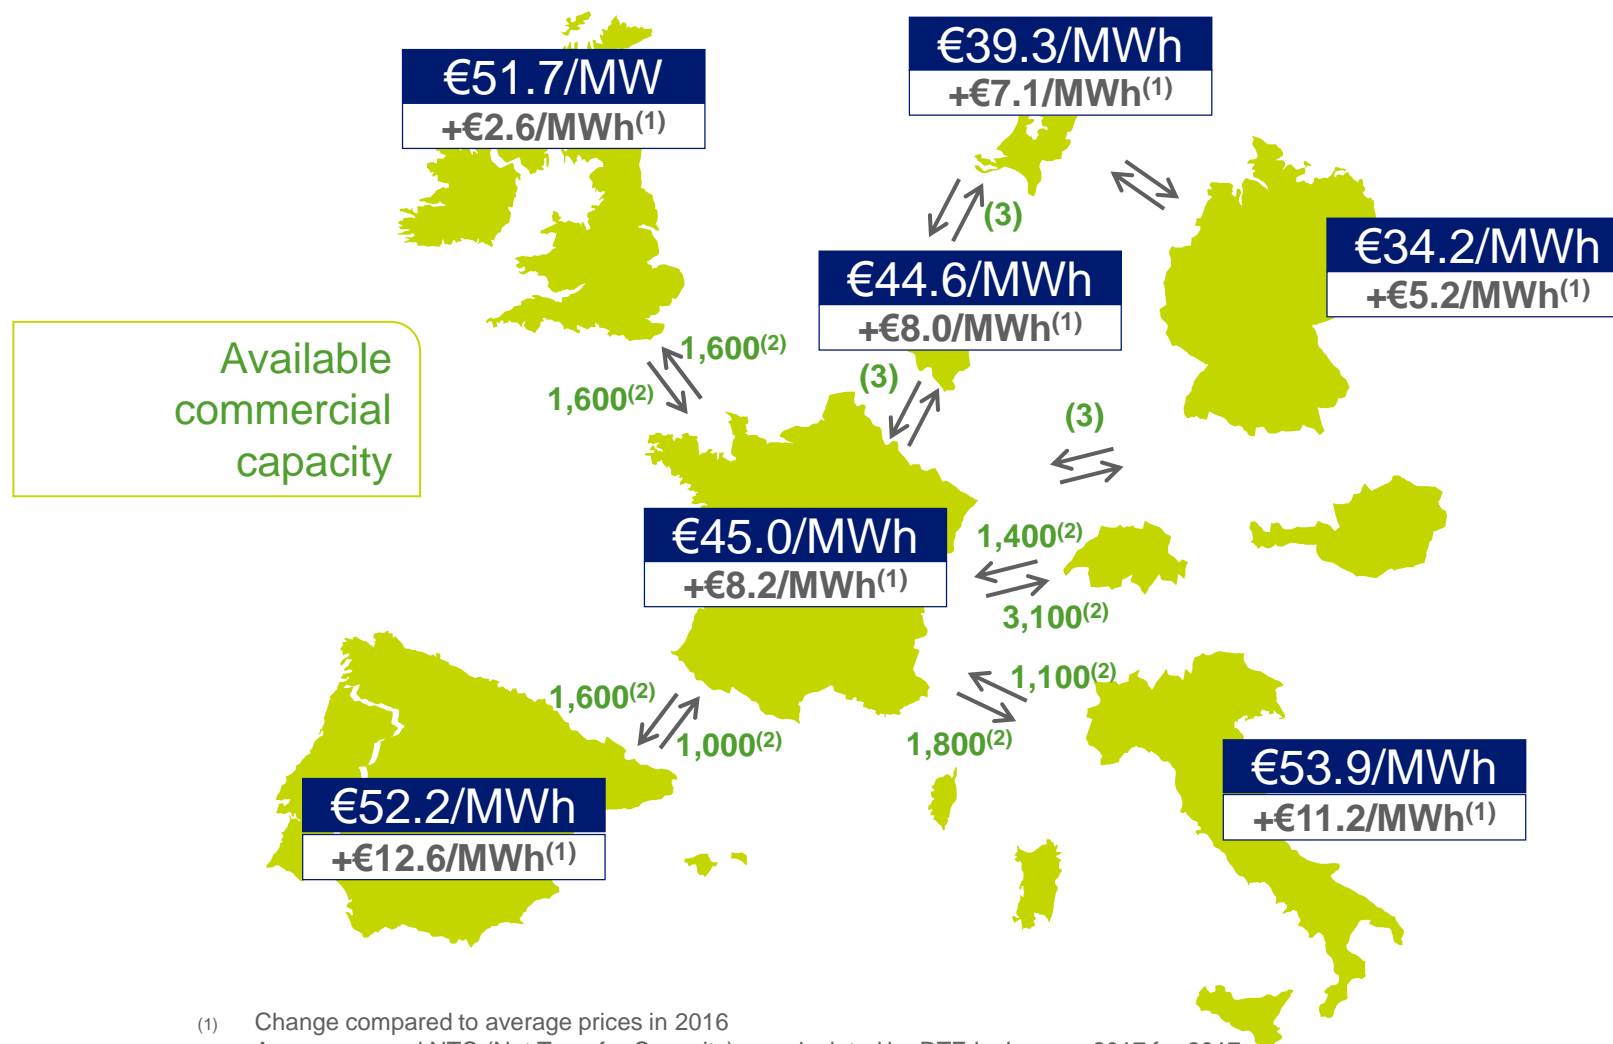 €51.7/MW
+€2.6/MWh(1)
€39.3/MWh
+€7.1/MWh(1)
(3)
€44.6/MWh
+€8.0/MWh(1)
€34.2/MWh
+€5.2/MWh(1)
Available
commercial
capacity
1,600(2)
1,600(2)
(3)
(3)
€45.0/MWh
+€8.2/MWh(1)
1,400(2)
3,100(2)
1,600(2)
1,000(2)
1,100(2)
1,800(2)
€52.2/MWh
+€12.6/MWh(1)
€53.9/MWh
+€11.2/MWh(1)
(1) Change compared to average prices in 2016